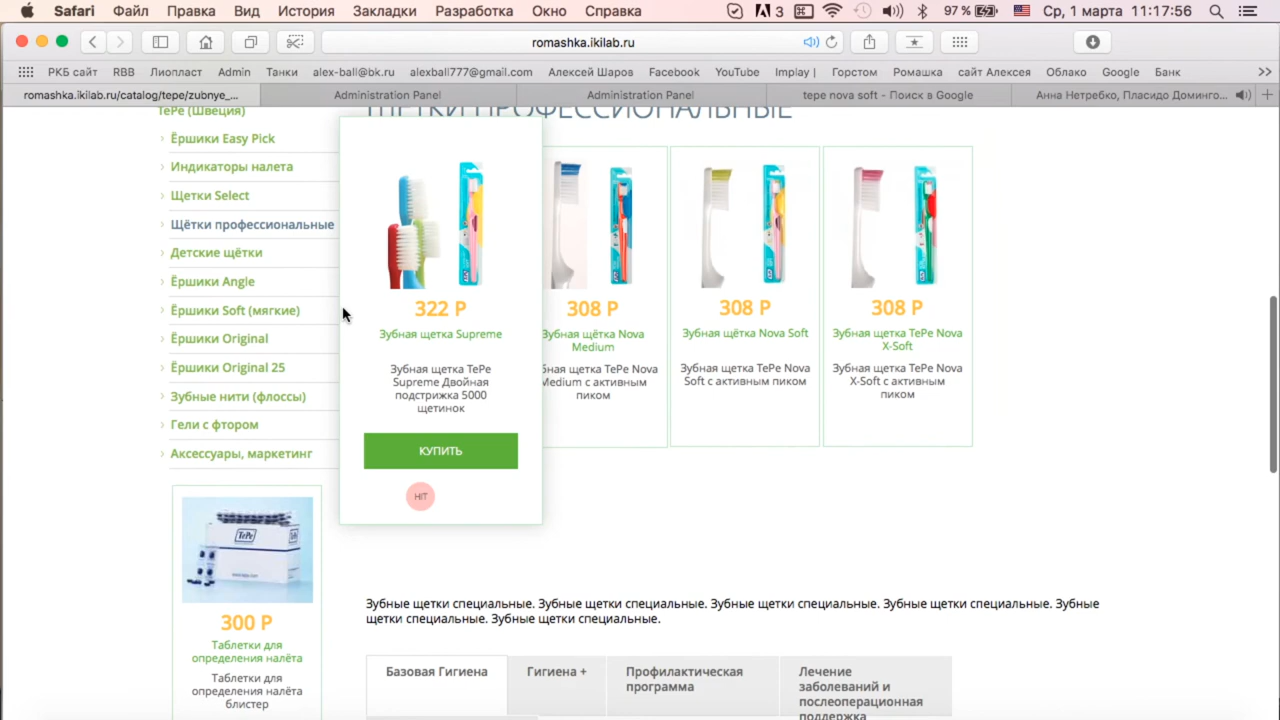 Safari Файл Правка Вид История Закладки Разработка Окно Справка 3 97 % Ср, 1 марта 11:17:56
romashka.ikilab.ru
РКБ сайт RBB Лиопласт Admin Танки alex-ball@bk.ru alexball777@gmail.com Алексей Шаров Facebook YouTube Implay | Горстом Ромашка сайт Алексея Облако Google Банк >>
romashka.ikilab.ru/catalog/tepe/zubnye_... Administration Panel Administration Panel tepe nova soft - Поиск в Google Анна Нетребко, Пласидо Доминго...
ЩЕТКИ ПРОФЕССИОНАЛЬНЫЕ
TePe (Швеция)
Ёршики Easy Pick
Индикаторы налета
Щетки Select
Щётки профессиональные
Детские щётки
Ёршики Angle
Ёршики Soft (мягкие)
Ёршики Original
Ёршики Original 25
Зубные нити (флоссы)
Гели с фтором
Аксессуары, маркетинг
322 Р
Зубная щетка Supreme
Зубная щетка TePe
Supreme Двойная
подстрижка 5000
щетинок
КУПИТЬ
HIT
308 Р
Зубная щётка Nova
Medium
бная щетка TePe Nova
Medium с активным
пиком
308 Р
Зубная щётка Nova Soft
Зубная щетка TePe Nova
Soft с активным пиком
308 Р
Зубная щетка TePe Nova
X-Soft
Зубная щетка TePe Nova
X-Soft с активным
пиком
TePe
300 Р
Таблетки для
определения налёта
Таблетки для
определения налёта
блистер
Зубные щетки специальные. Зубные щетки специальные. Зубные щетки специальные. Зубные щетки специальные. Зубные
щетки специальные. Зубные щетки специальные.
Базовая Гигиена
Гигиена +
Профилактическая
программа
Лечение
заболеваний и
послеоперационная
поддержка